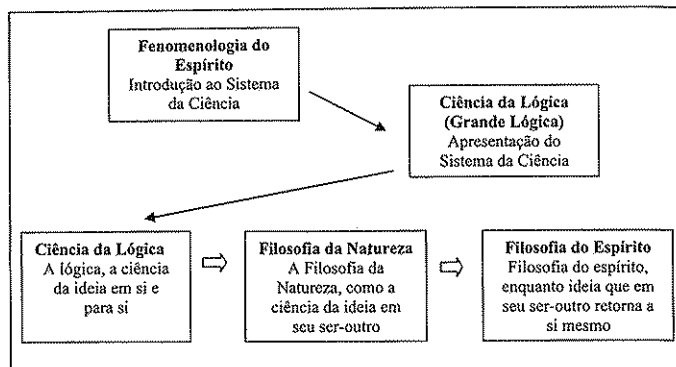 Fenomenologia do
Espírito
Introdução ao Sistema
da Ciência
Ciência da Lógica
(Grande Lógica)
Apresentação do
Sistema da Ciência
Ciência da Lógica
A lógica, a ciência
da ideia em si e
para si
Filosofia da Natureza
A Filosofia da
Natureza, como a
ciência da ideia em
seu ser-outro
Filosofia do Espírito
Filosofia do espírito,
enquanto ideia que em
seu ser-outro retorna a
si mesmo